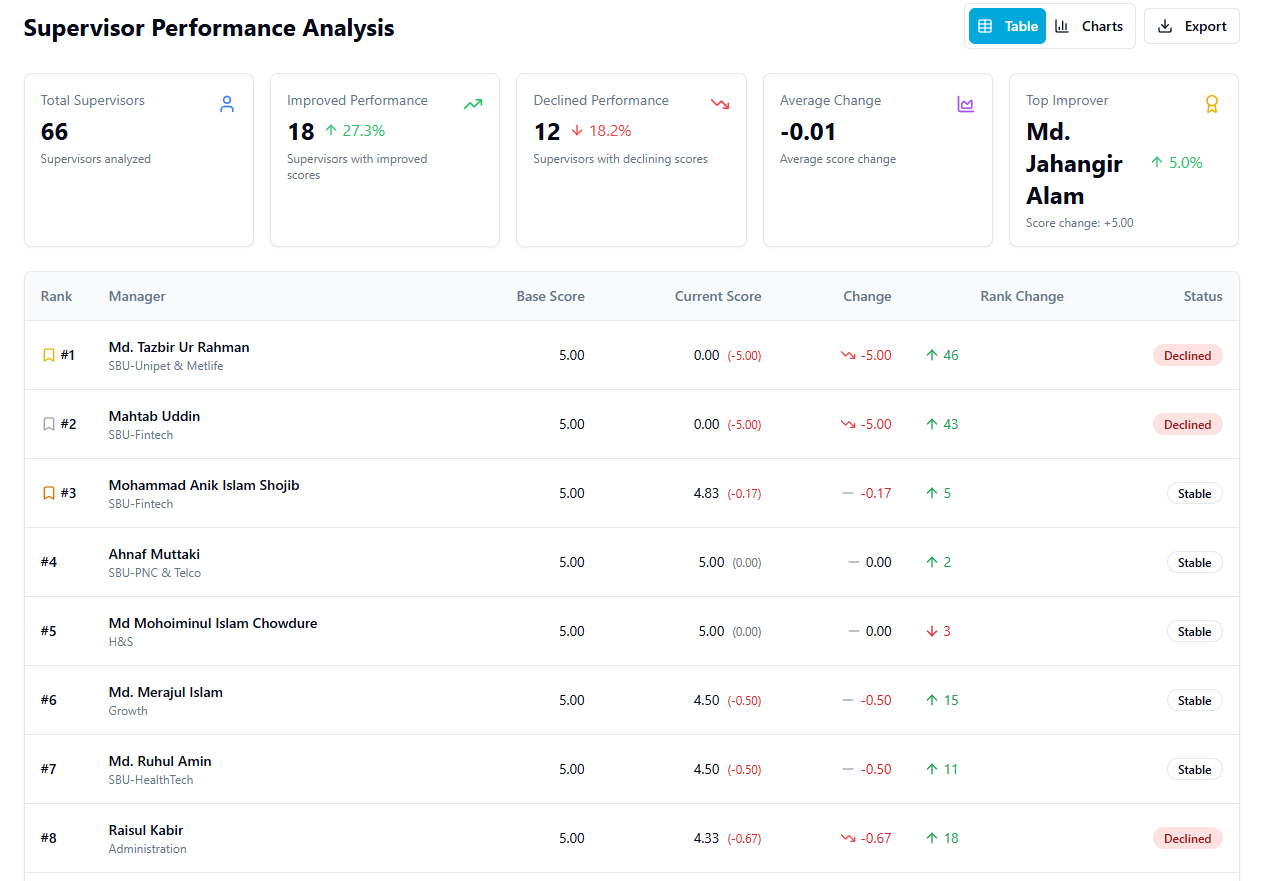 Supervisor Performance Analysis
Table
Charts
Export
Total Supervisors
66
Supervisors analyzed
Improved Performance
18 ↑ 27.3%
Supervisors with improved
scores
Declined Performance
12 ↓ 18.2%
Supervisors with declining scores
Average Change
-0.01
Average score change
Top Improver
Md.
Jahangir
Alam
↑ 5.0%
Score change: +5.00
Rank Manager Base Score Current Score Change Rank Change Status
#1 Md. Tazbir Ur Rahman 5.00 0.00 (-5.00) -5.00 ↑ 46 Declined
SBU-Unipet & Metlife
#2 Mahtab Uddin 5.00 0.00 (-5.00) -5.00 ↑ 43 Declined
SBU-Fintech
#3 Mohammad Anik Islam Shojib 5.00 4.83 (-0.17) -0.17 ↑ 5 Stable
SBU-Fintech
#4 Ahnaf Muttaki 5.00 5.00 (0.00) 0.00 ↑ 2 Stable
SBU-PNC & Telco
#5 Md Mohoiminul Islam Chowdure 5.00 5.00 (0.00) 0.00 ↓ 3 Stable
H&S
#6 Md. Merajul Islam 5.00 4.50 (-0.50) -0.50 ↑ 15 Stable
Growth
#7 Md. Ruhul Amin 5.00 4.50 (-0.50) -0.50 ↑ 11 Stable
SBU-HealthTech
#8 Raisul Kabir 5.00 4.33 (-0.67) -0.67 ↑ 18 Declined
Administration